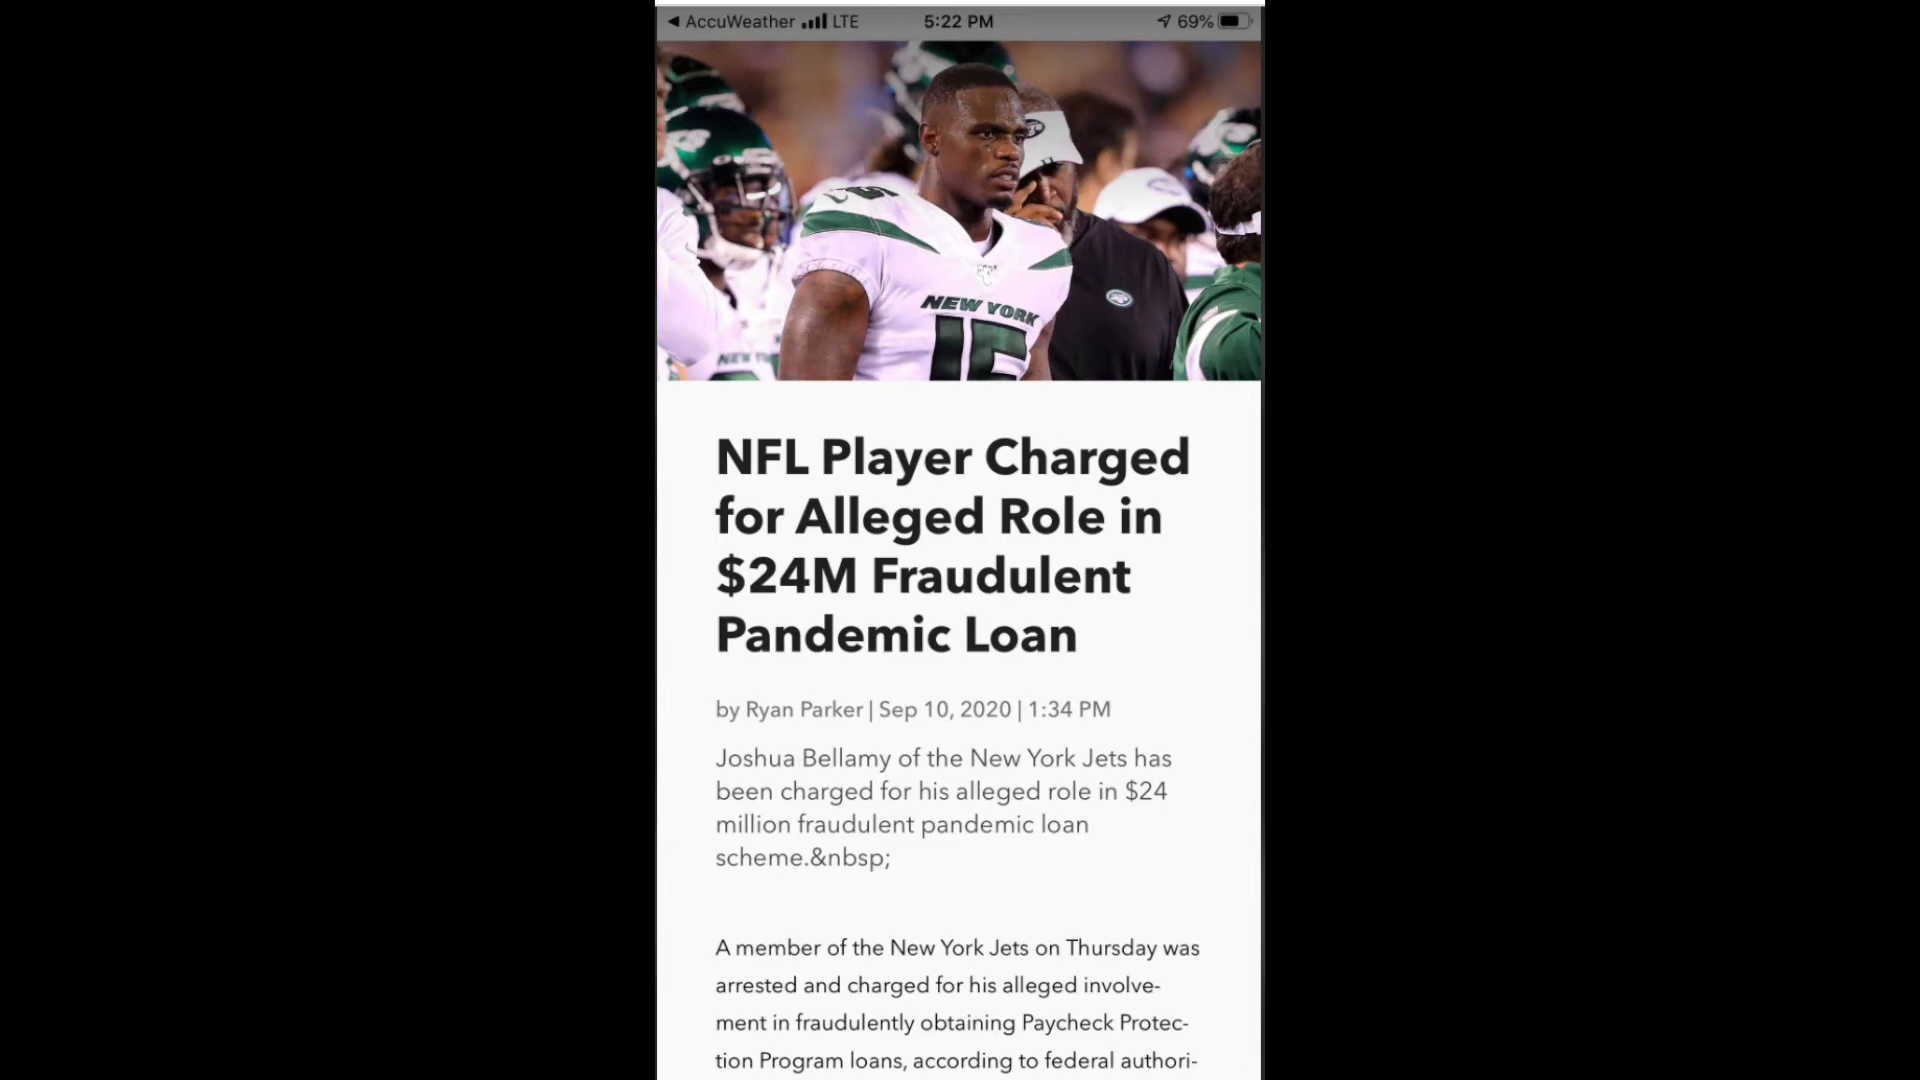 ◀ AccuWeather LTE 5:22 PM 69%
NEW YORK
15
NFL Player Charged
for Alleged Role in
$24M Fraudulent
Pandemic Loan
by Ryan Parker | Sep 10, 2020 | 1:34 PM
Joshua Bellamy of the New York Jets has
been charged for his alleged role in $24
million fraudulent pandemic loan
scheme.&nbsp;
A member of the New York Jets on Thursday was
arrested and charged for his alleged involve-
ment in fraudulently obtaining Paycheck Protec-
tion Program loans, according to federal authori-